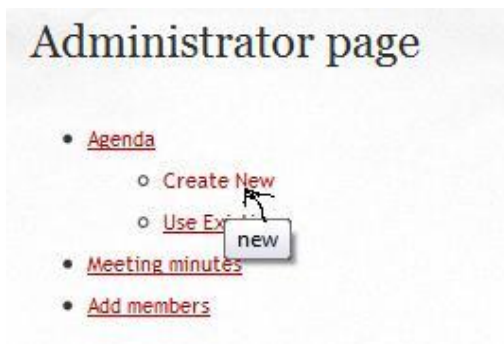 Administrator page
Agenda
Create New
Use
new
Meeting minutes
Add members